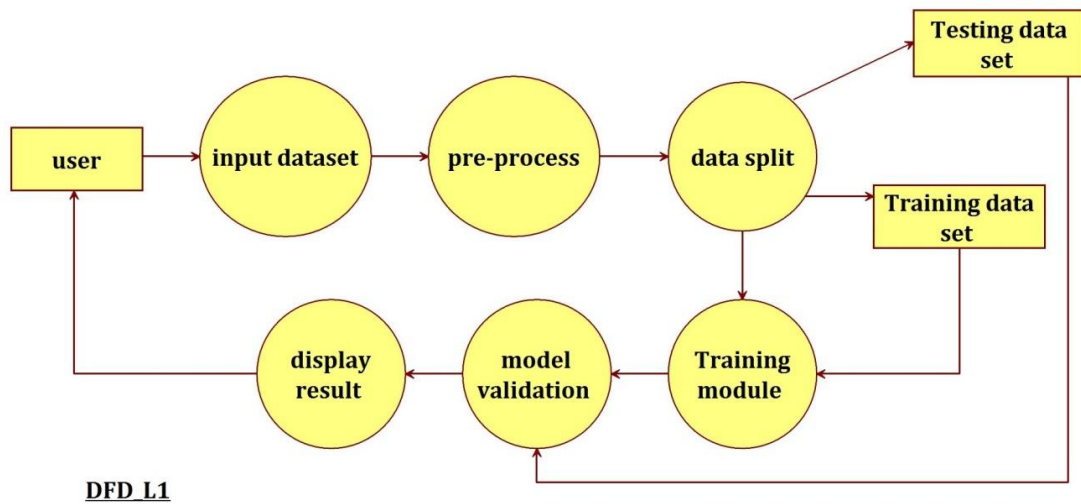 Testing data
set
user
input dataset
pre-process
data split
Training data
set
display
result
model
validation
Training
module
DFD_L1